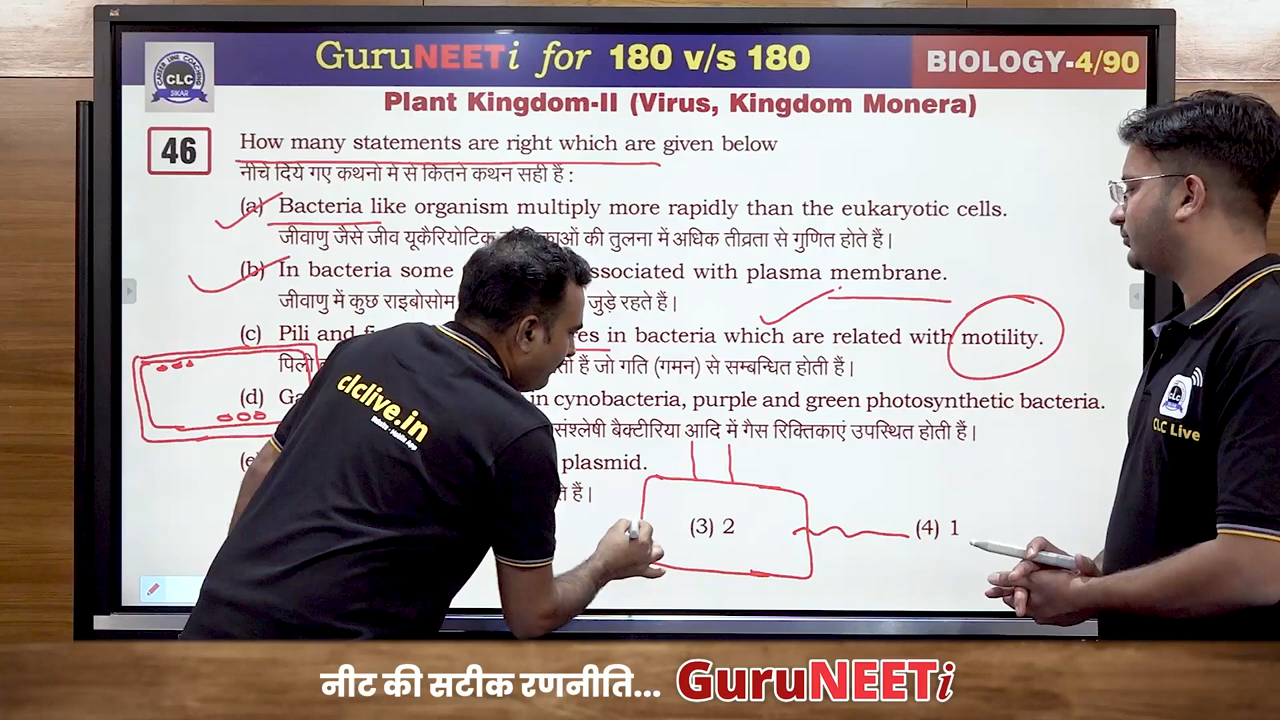 GuruNEETi for 180 v/s 180
BIOLOGY-4/90
CLC
SIKAR
Plant Kingdom-II (Virus, Kingdom Monera)
46
How many statements are right which are given below
नीचे दिये गए कथनो में से कितने कथन सही हैं :
(a) Bacteria like organism multiply more rapidly than the eukaryotic cells.
जीवाणु जैसे जीव यूकैरियोटिक की तुलना में अधिक तीव्रता से गुणित होते हैं।
(b) In bacteria some associated with plasma membrane.
जीवाणु में कुछ राइबोसोम जुड़े रहते हैं।
(c) Pili and in bacteria which are related with motility.
हैं जो गति (गमन) से सम्बन्धित होती हैं।
(d) in cynobacteria, purple and green photosynthetic bacteria.
बैक्टीरिया आदि में गैस रिक्तिकाएं उपस्थित होती हैं।
plasmid.
हैं।
(3) 2
(4) 1
clclive.in
CLC
CLC Live
नीट की सटीक रणनीति... GuruNEETi